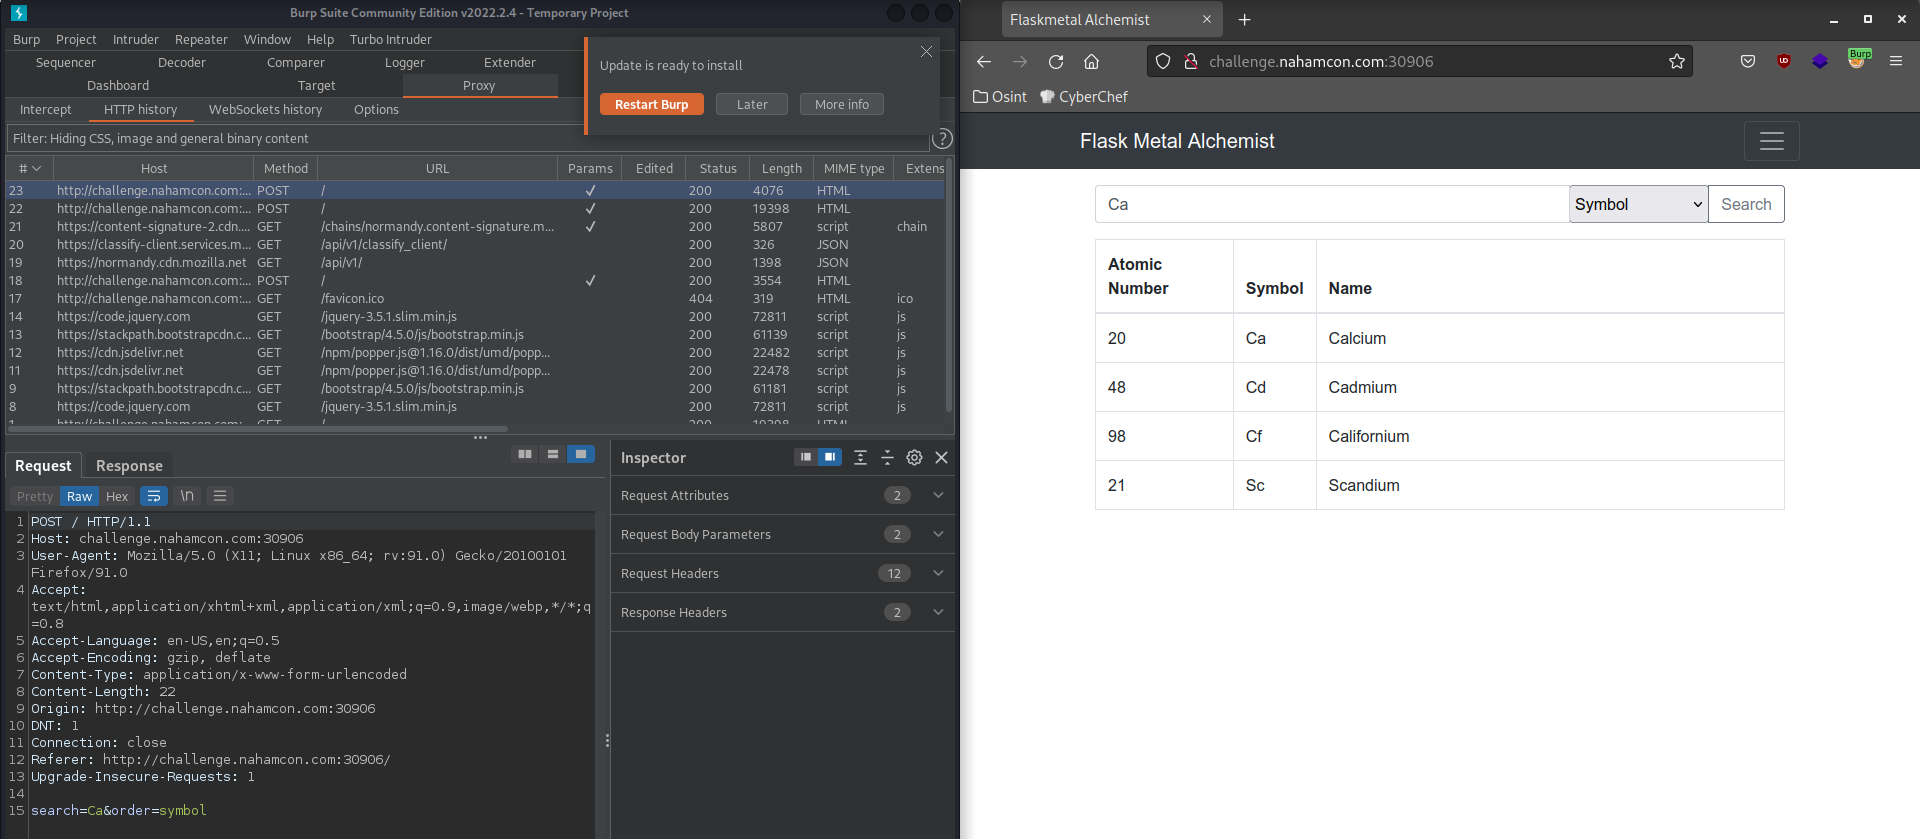 Burp Suite Community Edition v2022.2.4 - Temporary Project
Burp Project Intruder Repeater Window Help Turbo Intruder
Sequencer Decoder Comparer Logger Extender
Dashboard Target Proxy
Intercept HTTP history WebSockets history Options
Update is ready to install
Restart Burp Later More info
Filter: Hiding CSS, image and general binary content
# Host Method URL Params Edited Status Length MIME type Extens
23 http://challenge.nahamcon.com:... POST / ✓ 200 4076 HTML
22 http://challenge.nahamcon.com:... POST / ✓ 200 19398 HTML
21 https://content-signature-2.cdn.... GET /chains/normandy.content-signature.m... ✓ 200 5807 script chain
20 https://classify-client.services.m... GET /api/v1/classify_client/ 200 326 JSON
19 https://normandy.cdn.mozilla.net GET /api/v1/ 200 1398 JSON
18 http://challenge.nahamcon.com:... POST / ✓ 200 3554 HTML
17 http://challenge.nahamcon.com:... GET /favicon.ico 404 319 HTML ico
14 https://code.jquery.com GET /jquery-3.5.1.slim.min.js 200 72811 script js
13 https://stackpath.bootstrapcdn.c... GET /bootstrap/4.5.0/js/bootstrap.min.js 200 61139 script js
12 https://cdn.jsdelivr.net GET /npm/popper.js@1.16.0/dist/umd/popp... 200 22482 script js
11 https://cdn.jsdelivr.net GET /npm/popper.js@1.16.0/dist/umd/popp... 200 22478 script js
9 https://stackpath.bootstrapcdn.c... GET /bootstrap/4.5.0/js/bootstrap.min.js 200 61181 script js
8 https://code.jquery.com GET /jquery-3.5.1.slim.min.js 200 72811 script js
Request Response
Pretty Raw Hex \n
1 POST / HTTP/1.1
2 Host: challenge.nahamcon.com:30906
3 User-Agent: Mozilla/5.0 (X11; Linux x86_64; rv:91.0) Gecko/20100101
Firefox/91.0
4 Accept:
text/html,application/xhtml+xml,application/xml;q=0.9,image/webp,*/*;q
=0.8
5 Accept-Language: en-US,en;q=0.5
6 Accept-Encoding: gzip, deflate
7 Content-Type: application/x-www-form-urlencoded
8 Content-Length: 22
9 Origin: http://challenge.nahamcon.com:30906
10 DNT: 1
11 Connection: close
12 Referer: http://challenge.nahamcon.com:30906/
13 Upgrade-Insecure-Requests: 1
14
15 search=Ca&order=symbol
Inspector
Request Attributes 2
Request Body Parameters 2
Request Headers 12
Response Headers 2
Flaskmetal Alchemist
challenge.nahamcon.com:30906
Burp
Osint CyberChef
Flask Metal Alchemist
Ca Symbol Search
Atomic
Number Symbol Name
20 Ca Calcium
48 Cd Cadmium
98 Cf Californium
21 Sc Scandium